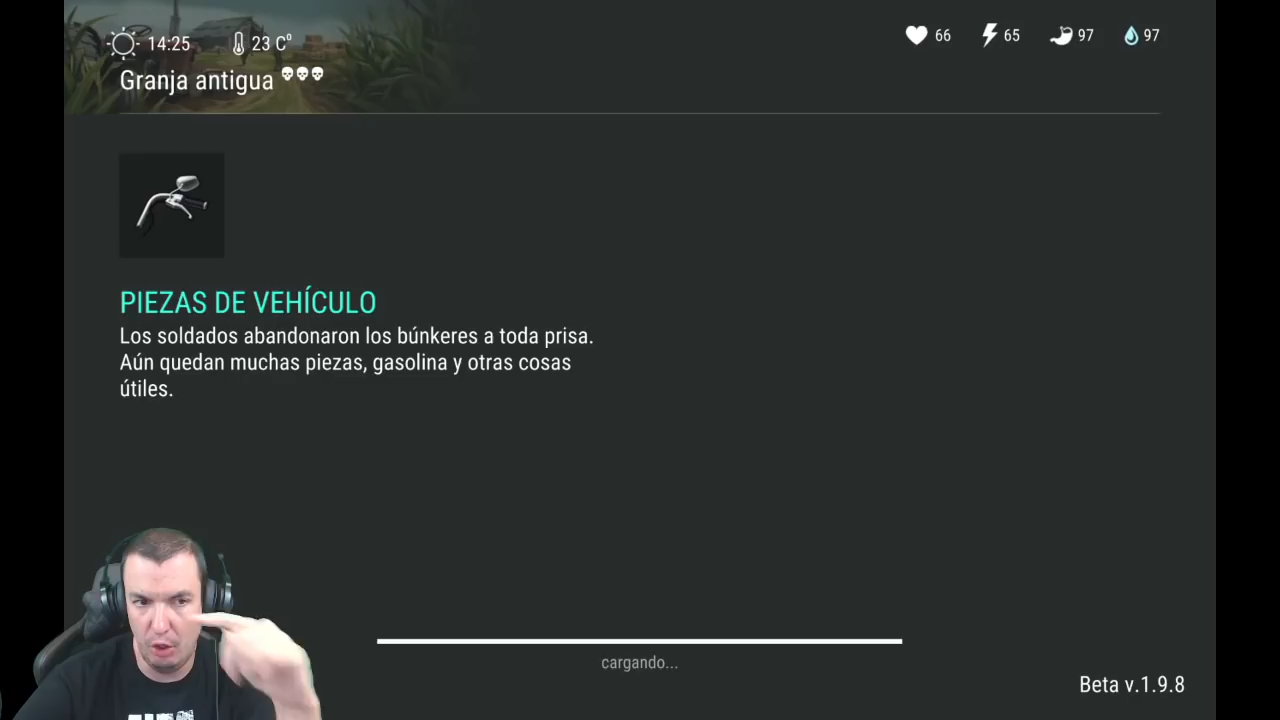 14:25 23 C°
66 65 97 97
Granja antigua
PIEZAS DE VEHÍCULO
Los soldados abandonaron los búnkeres a toda prisa.
Aún quedan muchas piezas, gasolina y otras cosas
útiles.
cargando...
Beta v.1.9.8